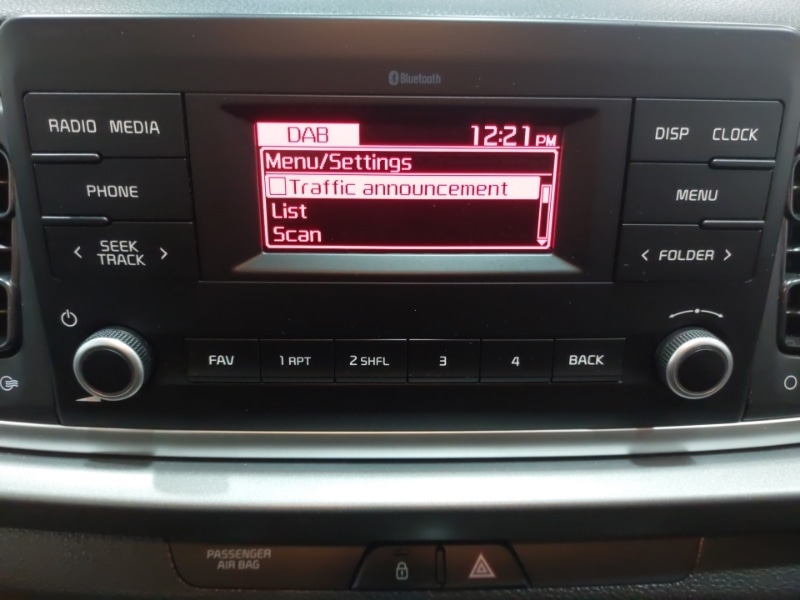 Bluetooth
RADIO MEDIA
PHONE
< SEEK TRACK >
DAB 12:21 PM
Menu/Settings
Traffic announcement
List
Scan
DISP CLOCK
MENU
< FOLDER >
FAV 1 RPT 2 SHFL 3 4 BACK
PASSENGER
AIR BAG